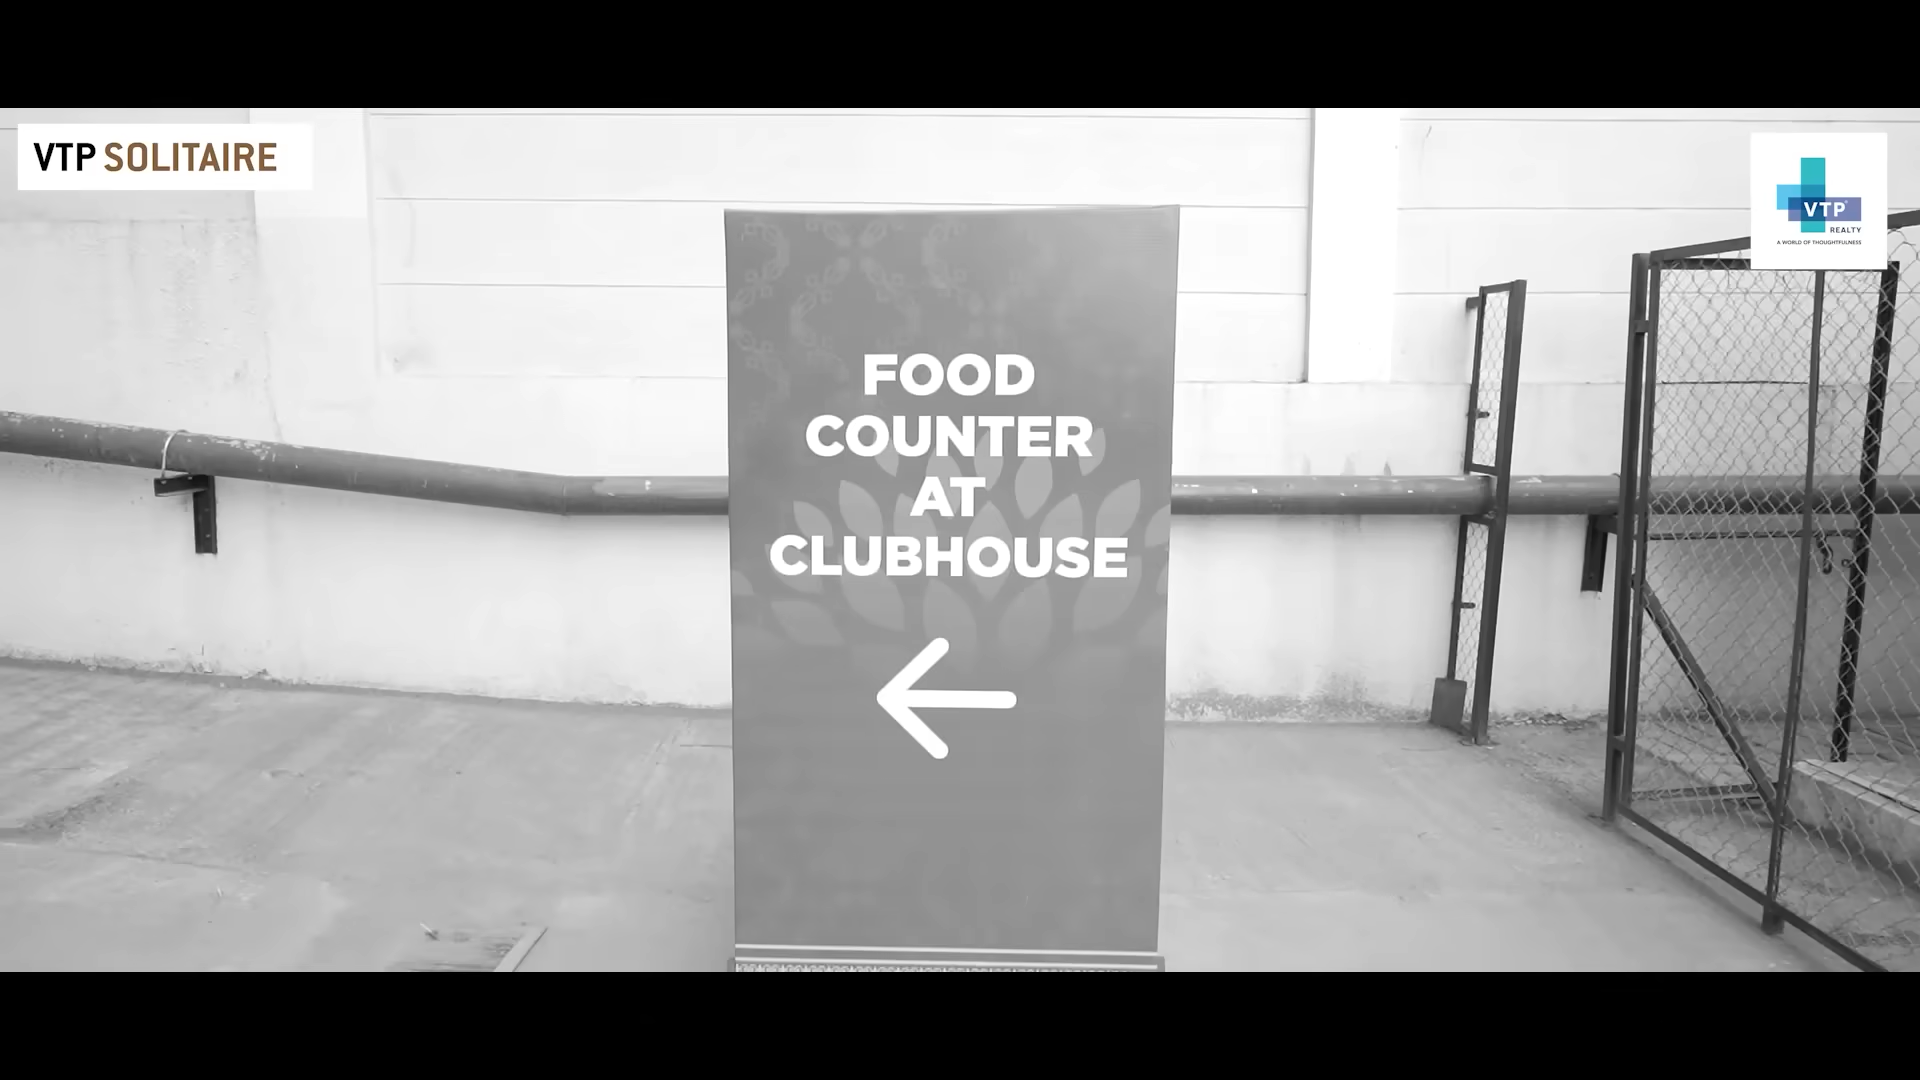 VTP SOLITAIRE
VTP
REALTY
A WORLD OF THOUGHTFULNESS
FOOD
COUNTER
AT
CLUBHOUSE